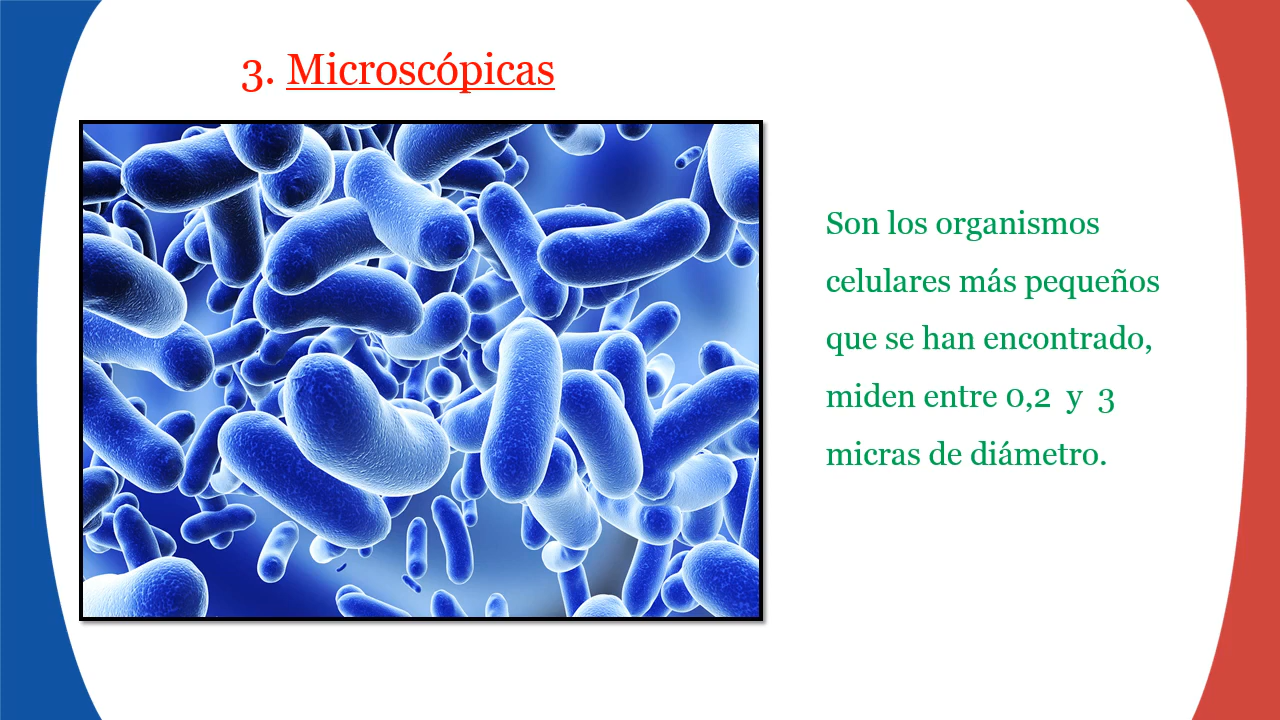 3. Microscópicas
Son los organismos
celulares más pequeños
que se han encontrado,
miden entre 0,2 y 3
micras de diámetro.